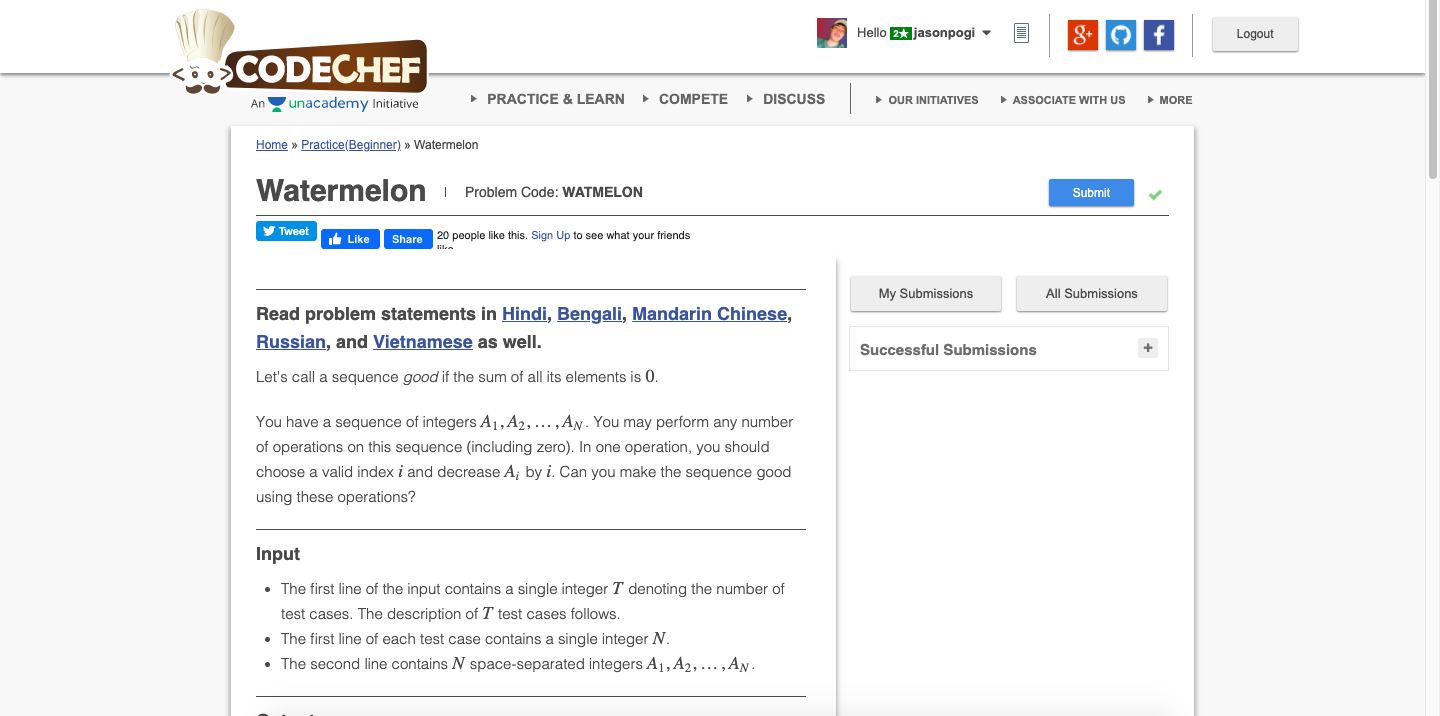 Hello 2★ jasonpogi
Logout
CODECHEF
An unacademy Initiative
PRACTICE & LEARN COMPETE DISCUSS OUR INITIATIVES ASSOCIATE WITH US MORE
Home » Practice(Beginner) » Watermelon
Watermelon Problem Code: WATMELON
Submit
Tweet Like Share 20 people like this. Sign Up to see what your friends
My Submissions All Submissions
Successful Submissions +
Read problem statements in Hindi, Bengali, Mandarin Chinese,
Russian, and Vietnamese as well.
Let's call a sequence good if the sum of all its elements is 0.
You have a sequence of integers A₁, A₂, …, A_N. You may perform any number
of operations on this sequence (including zero). In one operation, you should
choose a valid index i and decrease A_i by i. Can you make the sequence good
using these operations?
Input
• The first line of the input contains a single integer T denoting the number of
test cases. The description of T test cases follows.
• The first line of each test case contains a single integer N.
• The second line contains N space-separated integers A₁, A₂, …, A_N.